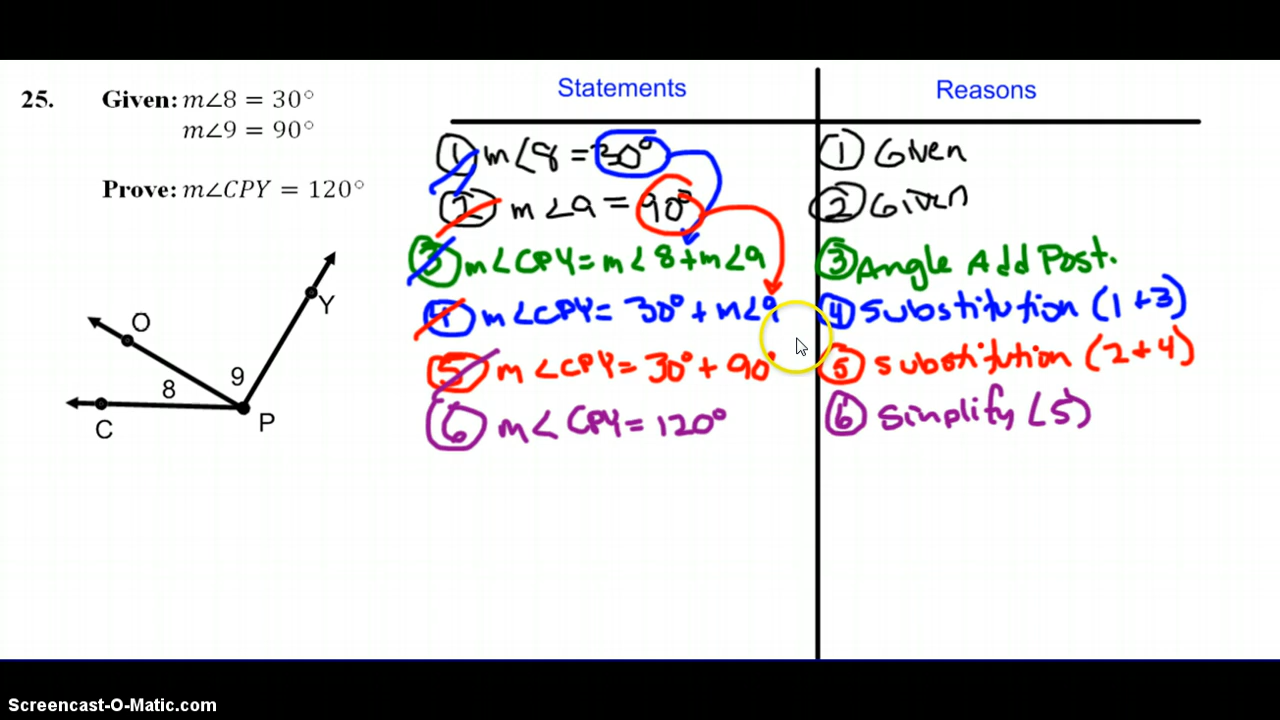 25. Given: m∠8 = 30°
m∠9 = 90°
Prove: m∠CPY = 120°
O
Y
8
9
C
P
Statements
Reasons
① m∠8 = 30°
① Given
② m∠9 = 90°
② Given
③ m∠CPY = m∠8 + m∠9
③ Angle Add Post.
④ m∠CPY = 30° + m∠9
④ Substitution (1+3)
⑤ m∠CPY = 30° + 90°
⑤ Substitution (2+4)
⑥ m∠CPY = 120°
⑥ Simplify (5)
Screencast-O-Matic.com